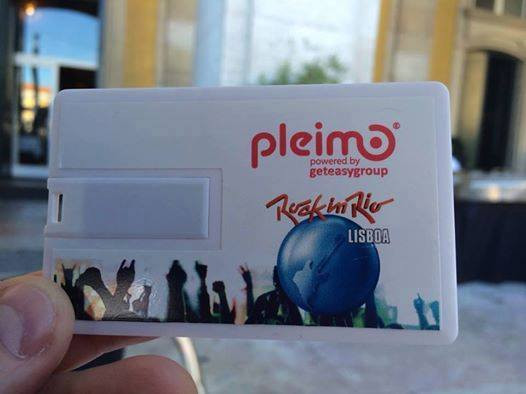 pleimo®
powered by
geteasygroup
Rock in Rio
LISBOA